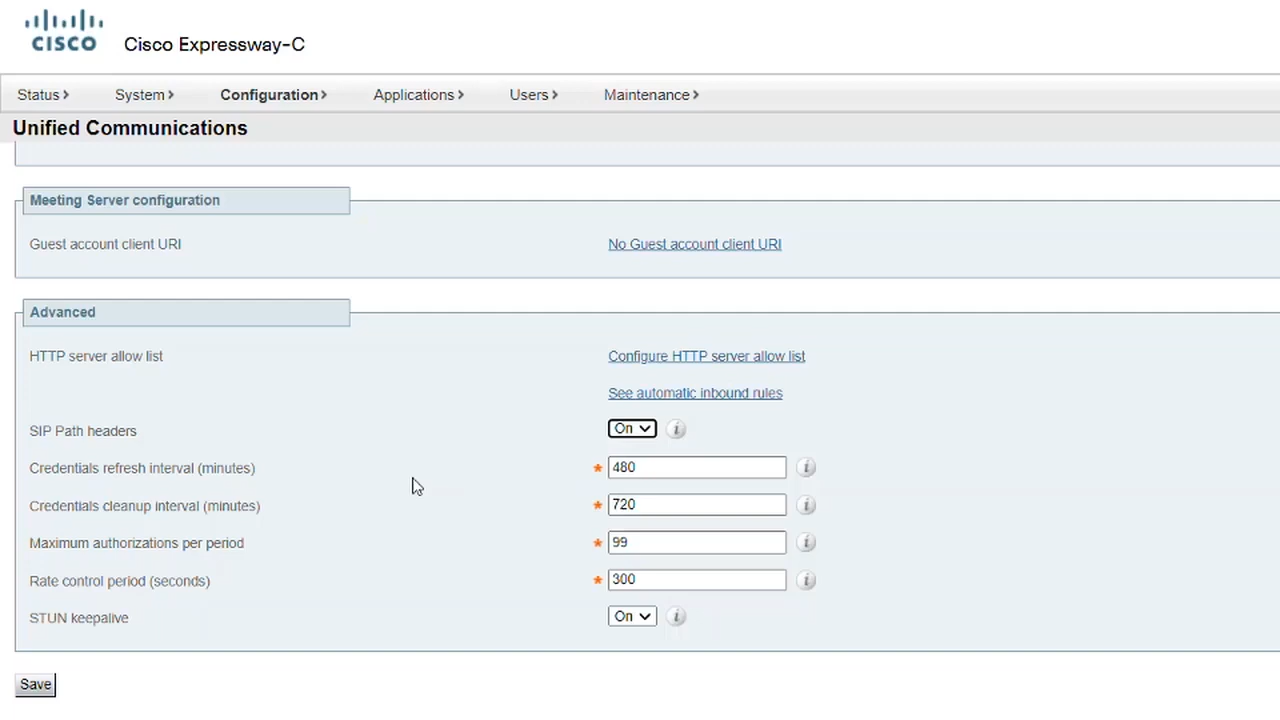 CISCO Cisco Expressway-C
Status System Configuration Applications Users Maintenance
Unified Communications
Meeting Server configuration
Guest account client URI No Guest account client URI
Advanced
HTTP server allow list Configure HTTP server allow list
See automatic inbound rules
SIP Path headers On i
Credentials refresh interval (minutes) * 480 i
Credentials cleanup interval (minutes) * 720 i
Maximum authorizations per period * 99 i
Rate control period (seconds) * 300 i
STUN keepalive On i
Save